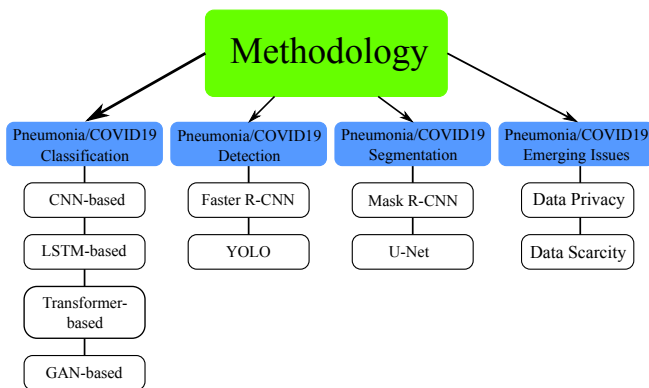 Methodology
Pneumonia/COVID19
Classification
CNN-based
LSTM-based
Transformer-
based
GAN-based
Pneumonia/COVID19
Detection
Faster R-CNN
YOLO
Pneumonia/COVID19
Segmentation
Mask R-CNN
U-Net
Pneumonia/COVID19
Emerging Issues
Data Privacy
Data Scarcity